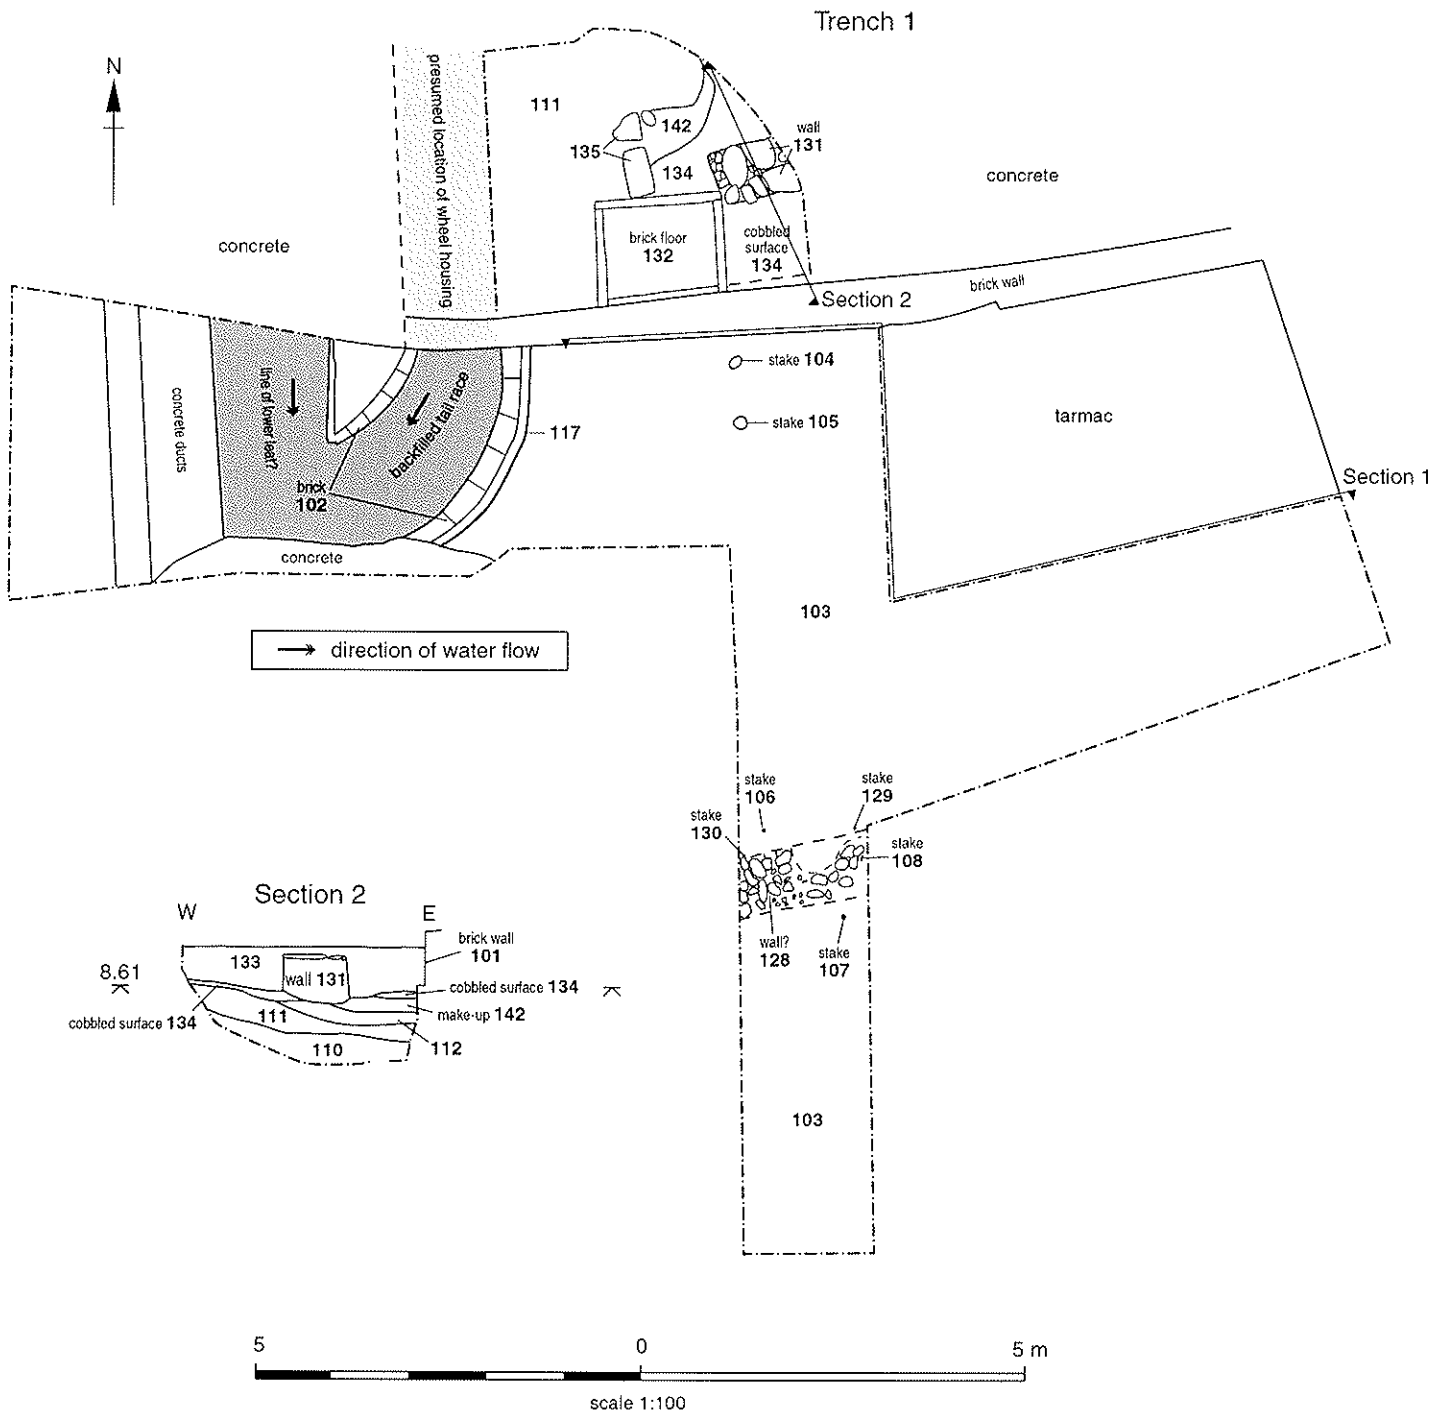 Trench 1
N
presumed location of wheel housing
111
142
135
134
wall
131
concrete
concrete
brick floor
132
cobbled
surface
134
brick wall
Section 2
stake 104
stake 105
tarmac
Section 1
concrete ducts
line of lower leat?
backfilled tail race
117
brick
102
concrete
103
direction of water flow
stake
106
stake
129
stake
130
stake
108
wall?
128
stake
107
103
Section 2
W
E
brick wall
101
133
wall 131
8.61
cobbled surface 134
cobbled surface 134
111
make-up 142
110
112
5
0
5 m
scale 1:100